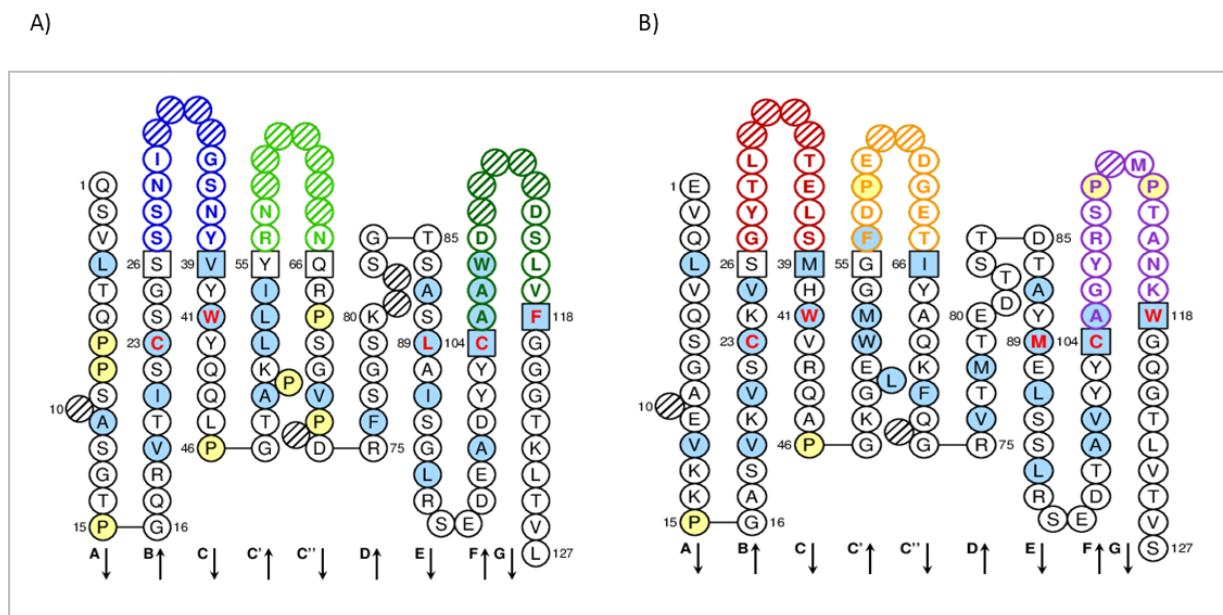 A)
1 Q S V L T Q P P S 10 A S G T P 15
16 G Q R V T I S C 23 S S G S 26 S S N I
G S N Y V 39 Y W 41 Y Q Q L P 46
G T A P K L L I Y 55 R N
N Q 66 R P S G V P D
R 75 F S G S K 80 S G
T 85 S A S L 89 A I S G L R S E
D E A D Y Y C 104 A A W D
D S L V F 118 G G G T K L T V L 127
A B C C' C'' D E F G
B)
1 E V Q L V Q S G A 10 E V K K P 15
16 G A S V K V S C 23 K V S 26 G Y T L
T E L S M 39 H W 41 V R Q A P 46
G K G L E W M G G 55 F D P E
D G E T I 66 Y A Q K F Q G
R 75 V T M T E 80 D T S T
D 85 T A Y M 89 E L S S L R S E
D T A V Y Y C 104 A G Y R S P
M P T A N K W 118 G Q G T L V T V S 127
A B C C' C'' D E F G